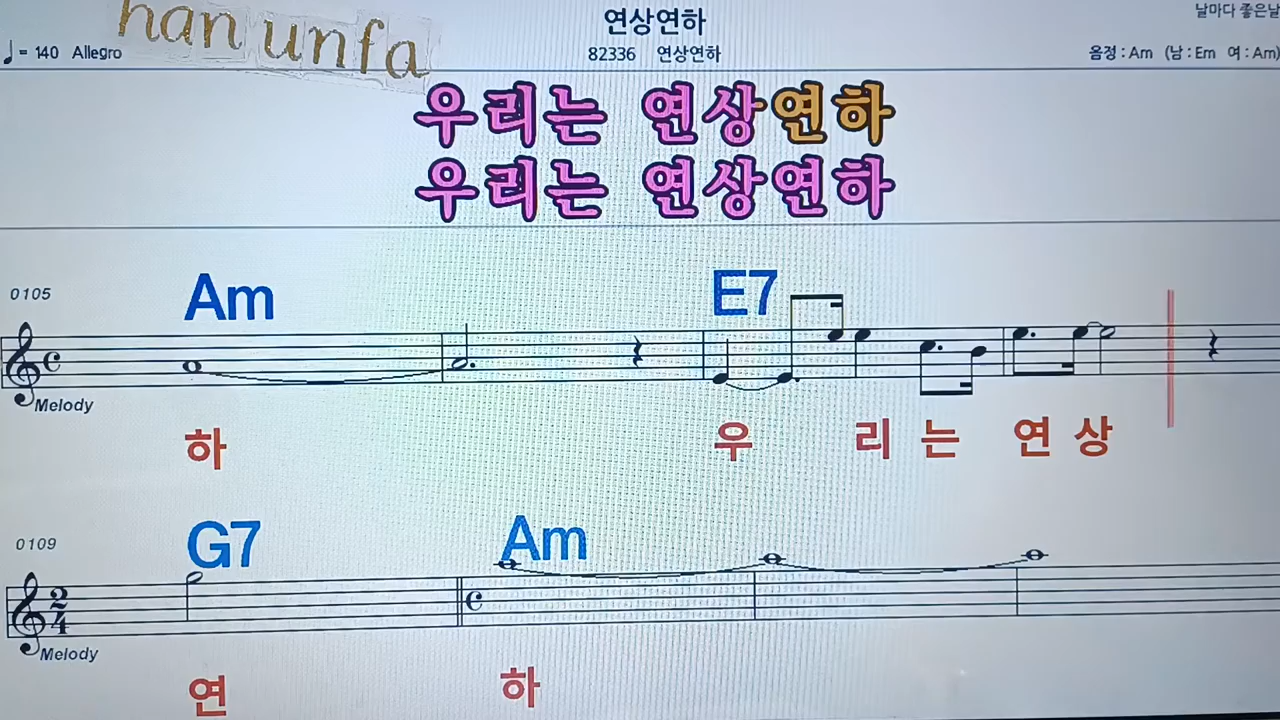 han unfa
연상연하
날마다 좋은날
♩= 140 Allegro
82336 연상연하
음정 : Am (남 : Em 여 : Am)
우리는 연상연하
우리는 연상연하
0105
Am E7
Melody
하 우 리 는 연 상
0109
G7 Am
2/4
Melody
연 하